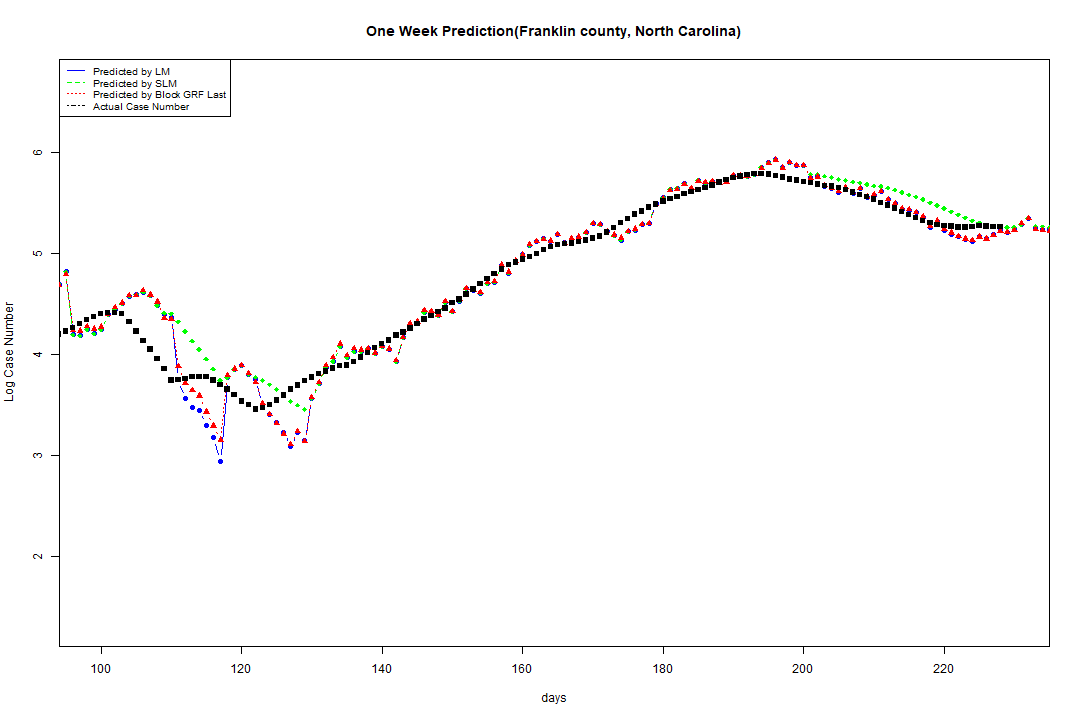 One Week Prediction(Franklin county, North Carolina)
Predicted by LM
Predicted by SLM
Predicted by Block GRF Last
Actual Case Number
6
5
4
3
2
Log Case Number
100 120 140 160 180 200 220
days